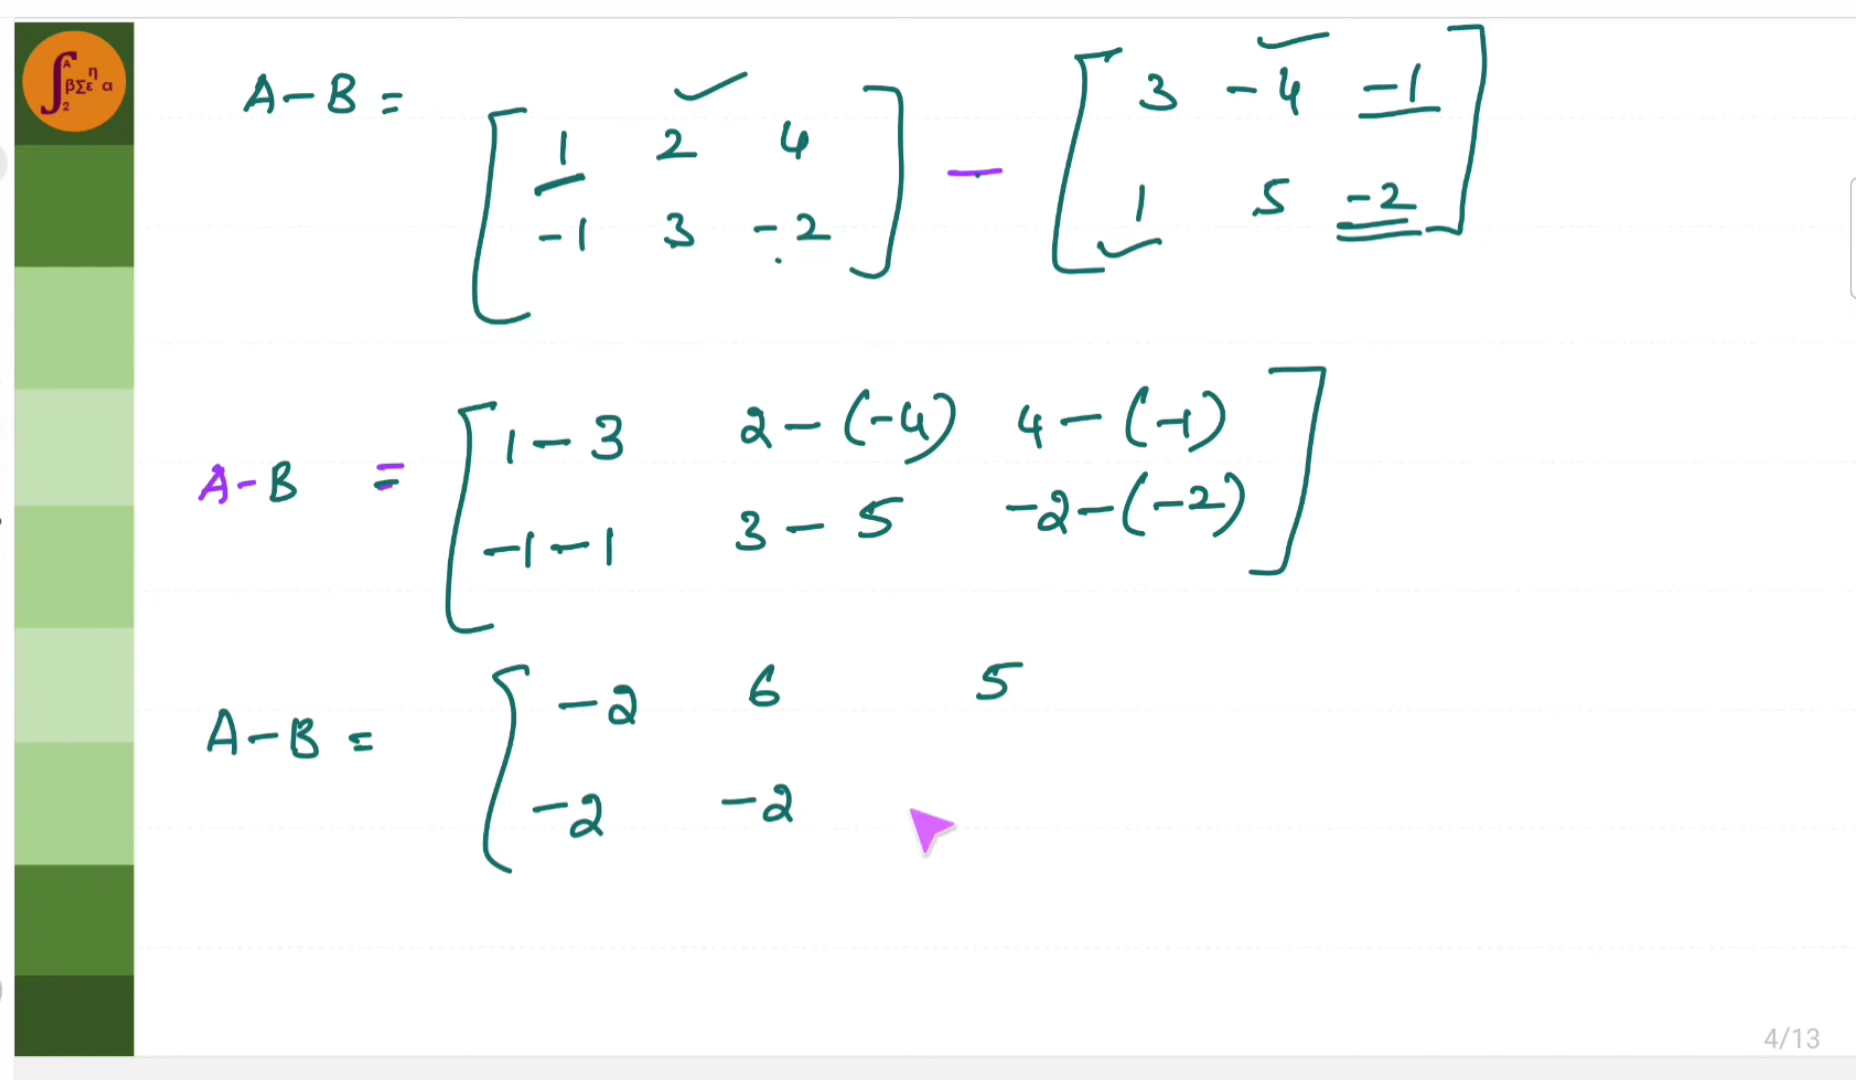 A-B = [ 1 2 4 ] - [ 3 -4 -1 ]
[ -1 3 -2 ] [ 1 5 -2 ]
A-B = [ 1-3 2-(-4) 4-(-1) ]
[ -1-1 3-5 -2-(-2) ]
A-B = [ -2 6 5
-2 -2
4/13